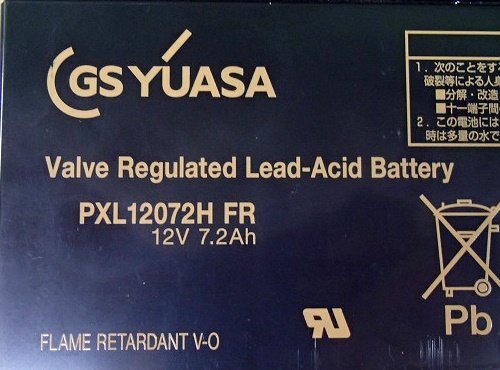 GS YUASA
Valve Regulated Lead-Acid Battery
PXL12072H FR
12V 7.2Ah
FLAME RETARDANT V-O
Pb
1．次のことをす
破裂等による人身
■分解・改造
■十一端子間の
2．この電池には
時は多量の水で